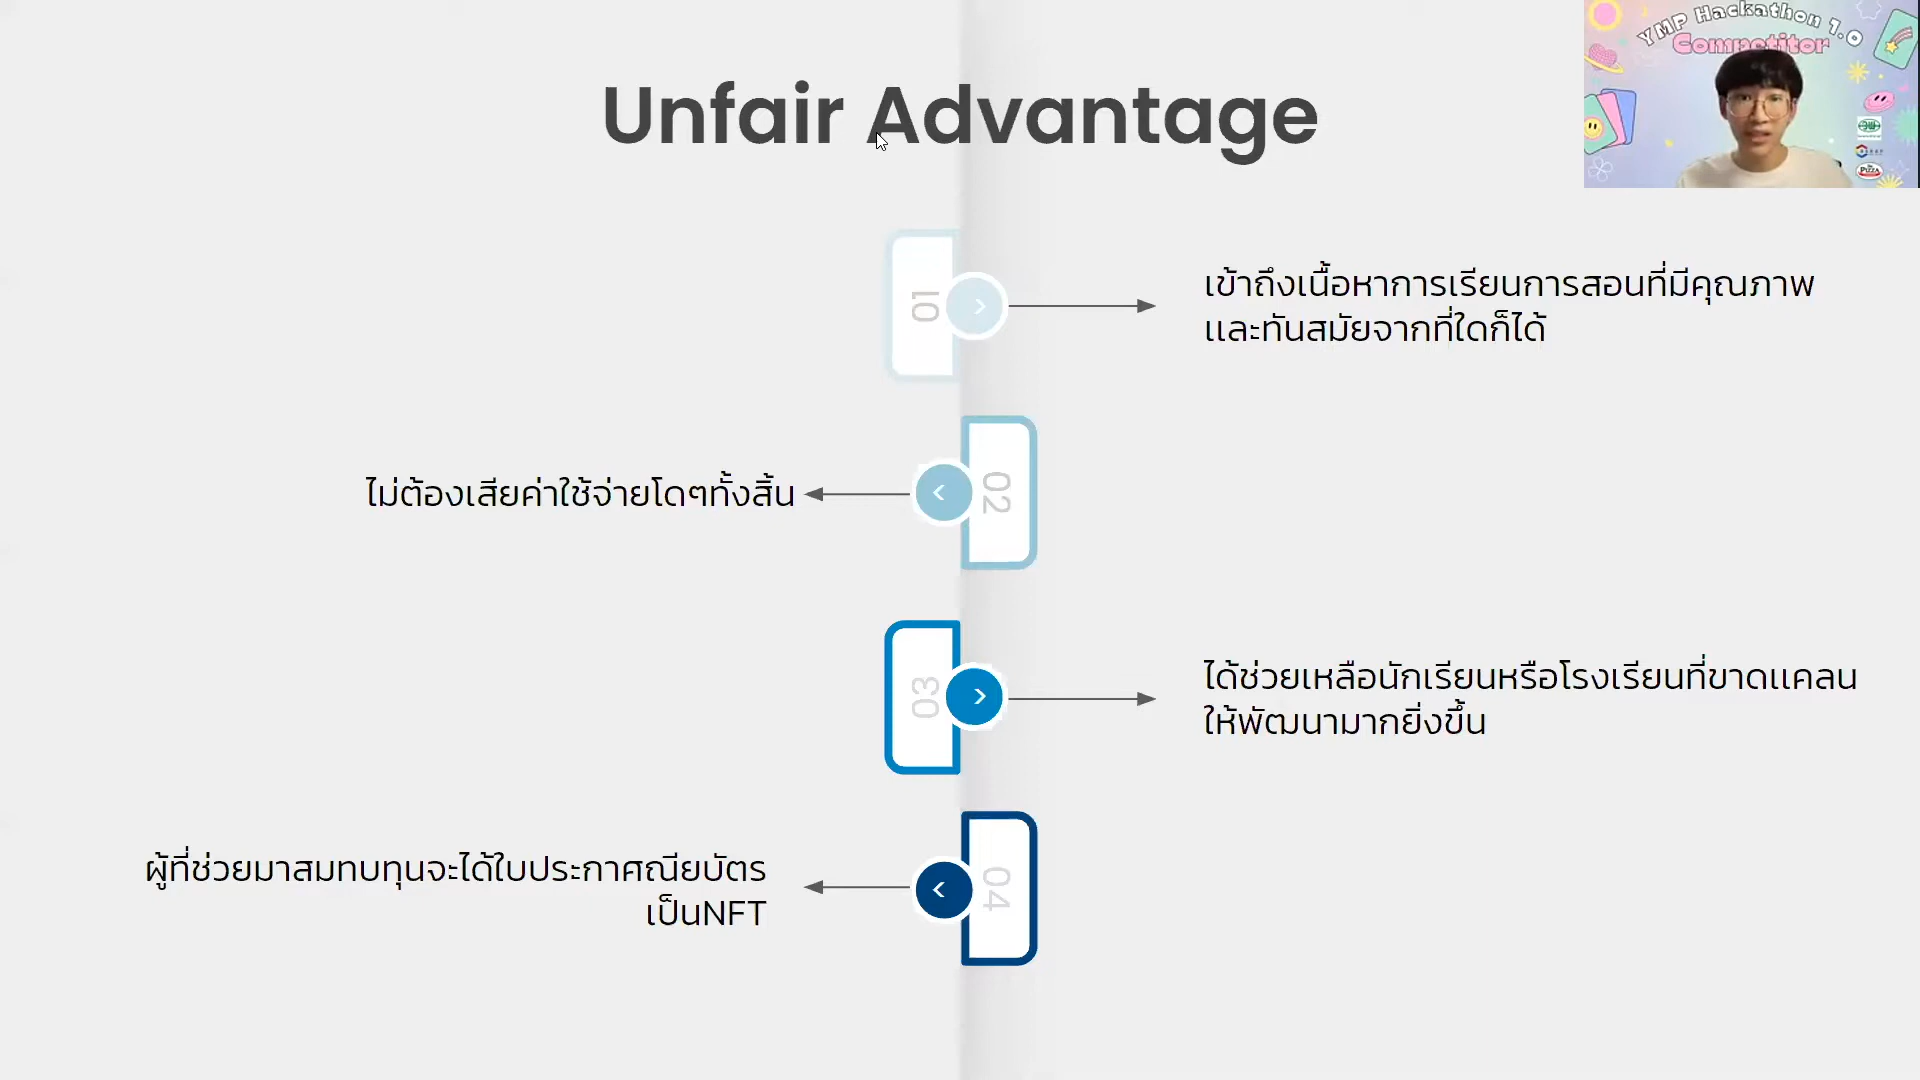 Unfair Advantage
YMP Hackathon 1.0
Competitor
PIZZA
01
เข้าถึงเนื้อหาการเรียนการสอนที่มีคุณภาพ
และทันสมัยจากที่ใดก็ได้
ไม่ต้องเสียค่าใช้จ่ายโดๆทั้งสิ้น
02
03
ได้ช่วยเหลือนักเรียนหรือโรงเรียนที่ขาดแคลน
ให้พัฒนามากยิ่งขึ้น
ผู้ที่ช่วยมาสมทบทุนจะได้ใบประกาศณียบัตร
เป็นNFT
04